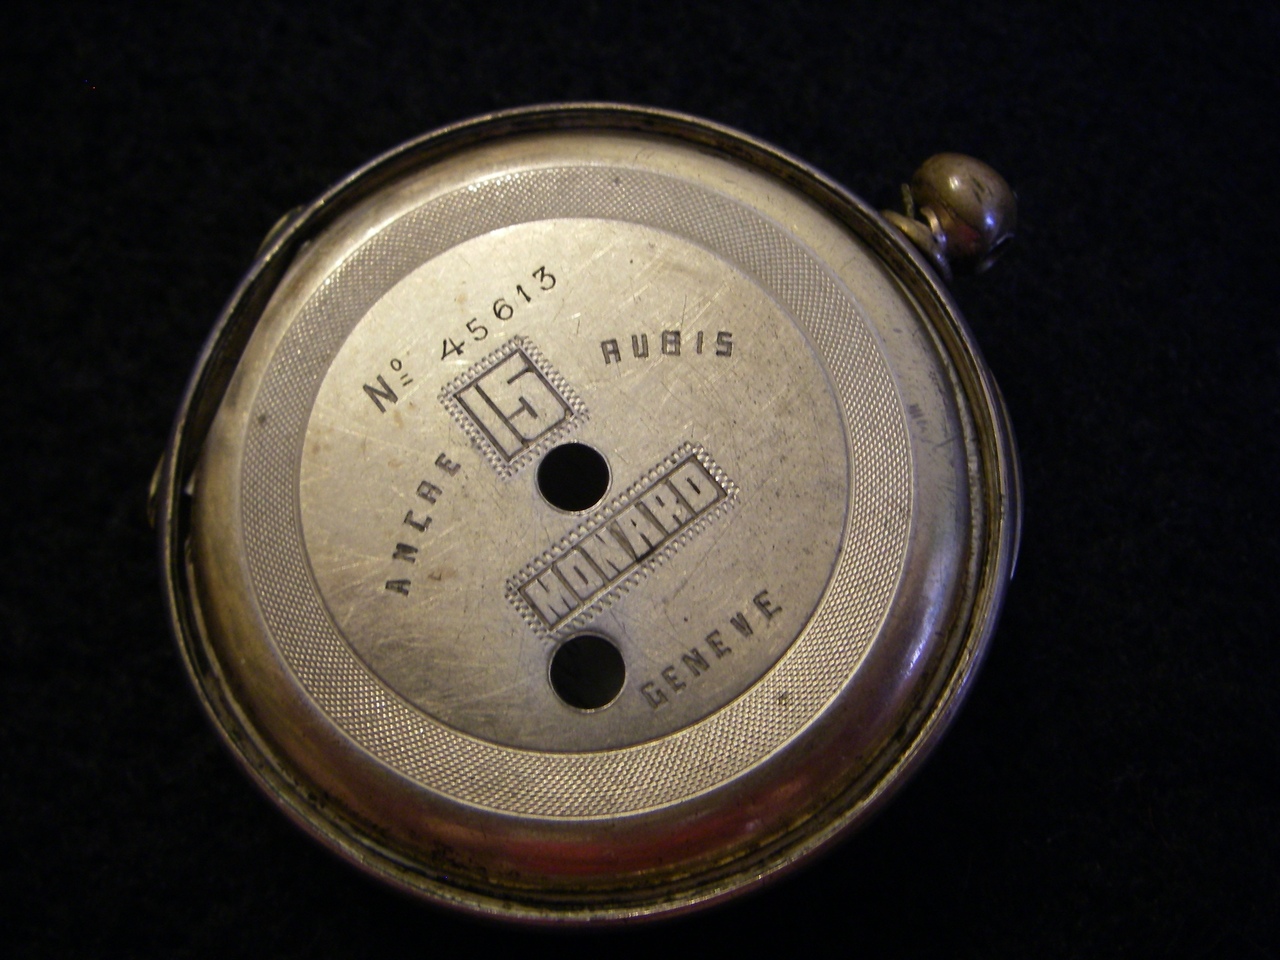 Nº 45613
ANCRE 15 RUBIS
MONARD
GENEVE